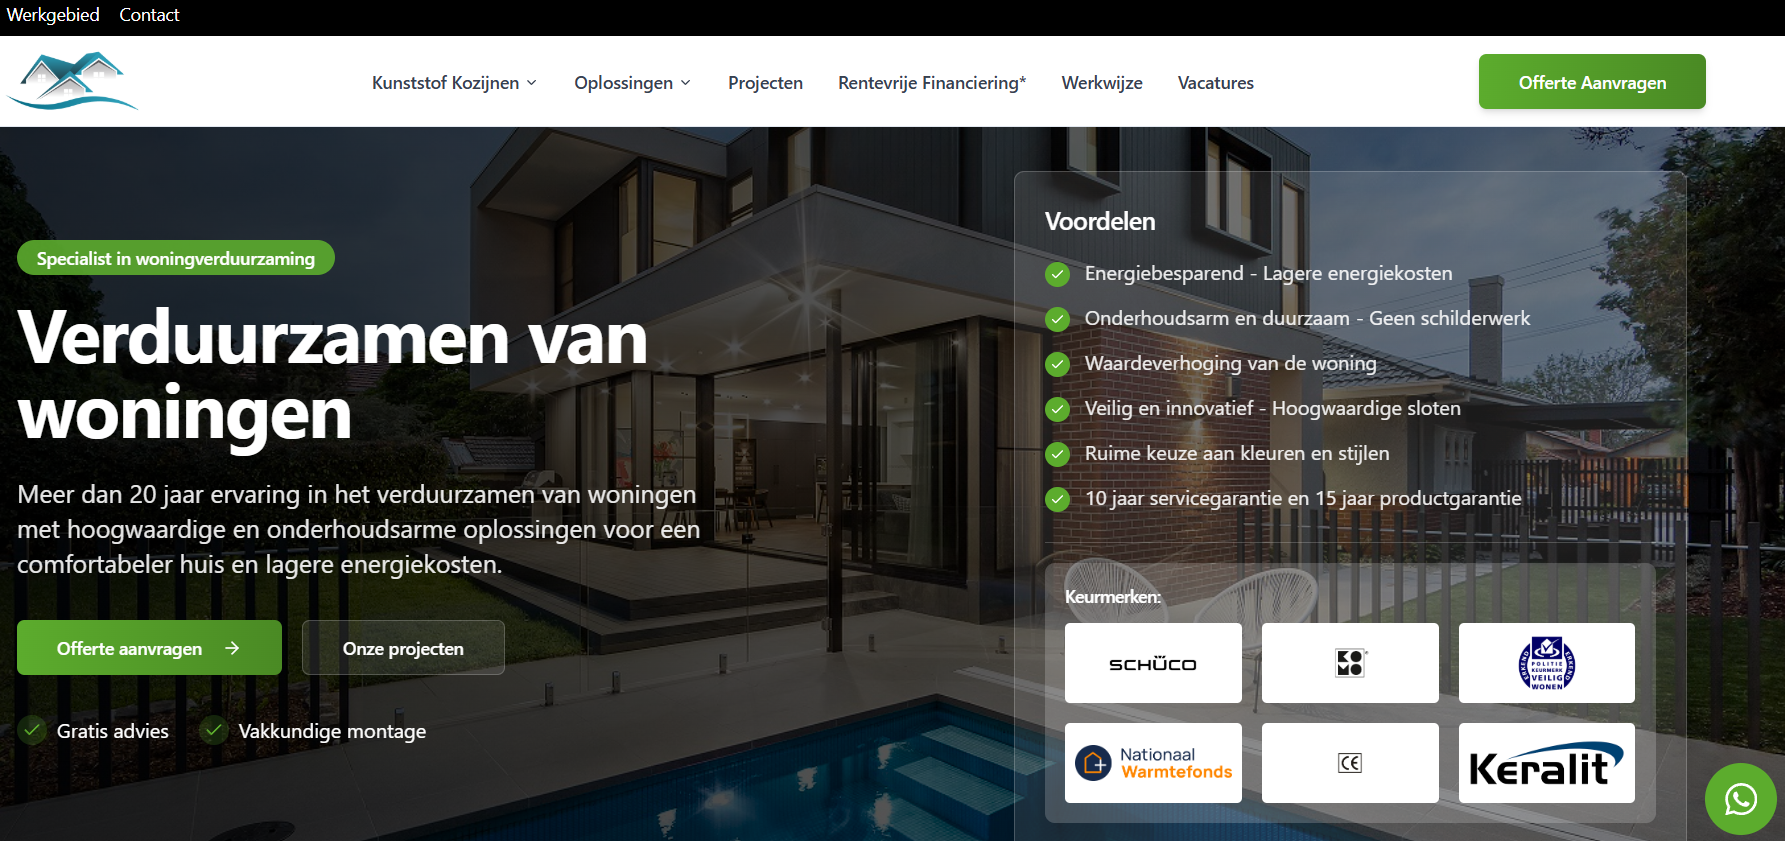 Werkgebied Contact
Kunststof Kozijnen Oplossingen Projecten Rentevrije Financiering* Werkwijze Vacatures Offerte Aanvragen
Specialist in woningverduurzaming
Verduurzamen van
woningen
Meer dan 20 jaar ervaring in het verduurzamen van woningen
met hoogwaardige en onderhoudsarme oplossingen voor een
comfortabeler huis en lagere energiekosten.
Offerte aanvragen Onze projecten
Gratis advies Vakkundige montage
Voordelen
Energiebesparend - Lagere energiekosten
Onderhoudsarm en duurzaam - Geen schilderwerk
Waardeverhoging van de woning
Veilig en innovatief - Hoogwaardige sloten
Ruime keuze aan kleuren en stijlen
10 jaar servicegarantie en 15 jaar productgarantie
Keurmerken:
SCHÜCO
KOMO
ERKEND POLITIE KEURMERK VEILIG WONEN ERKEND
Nationaal
Warmtefonds
CE
Keralit